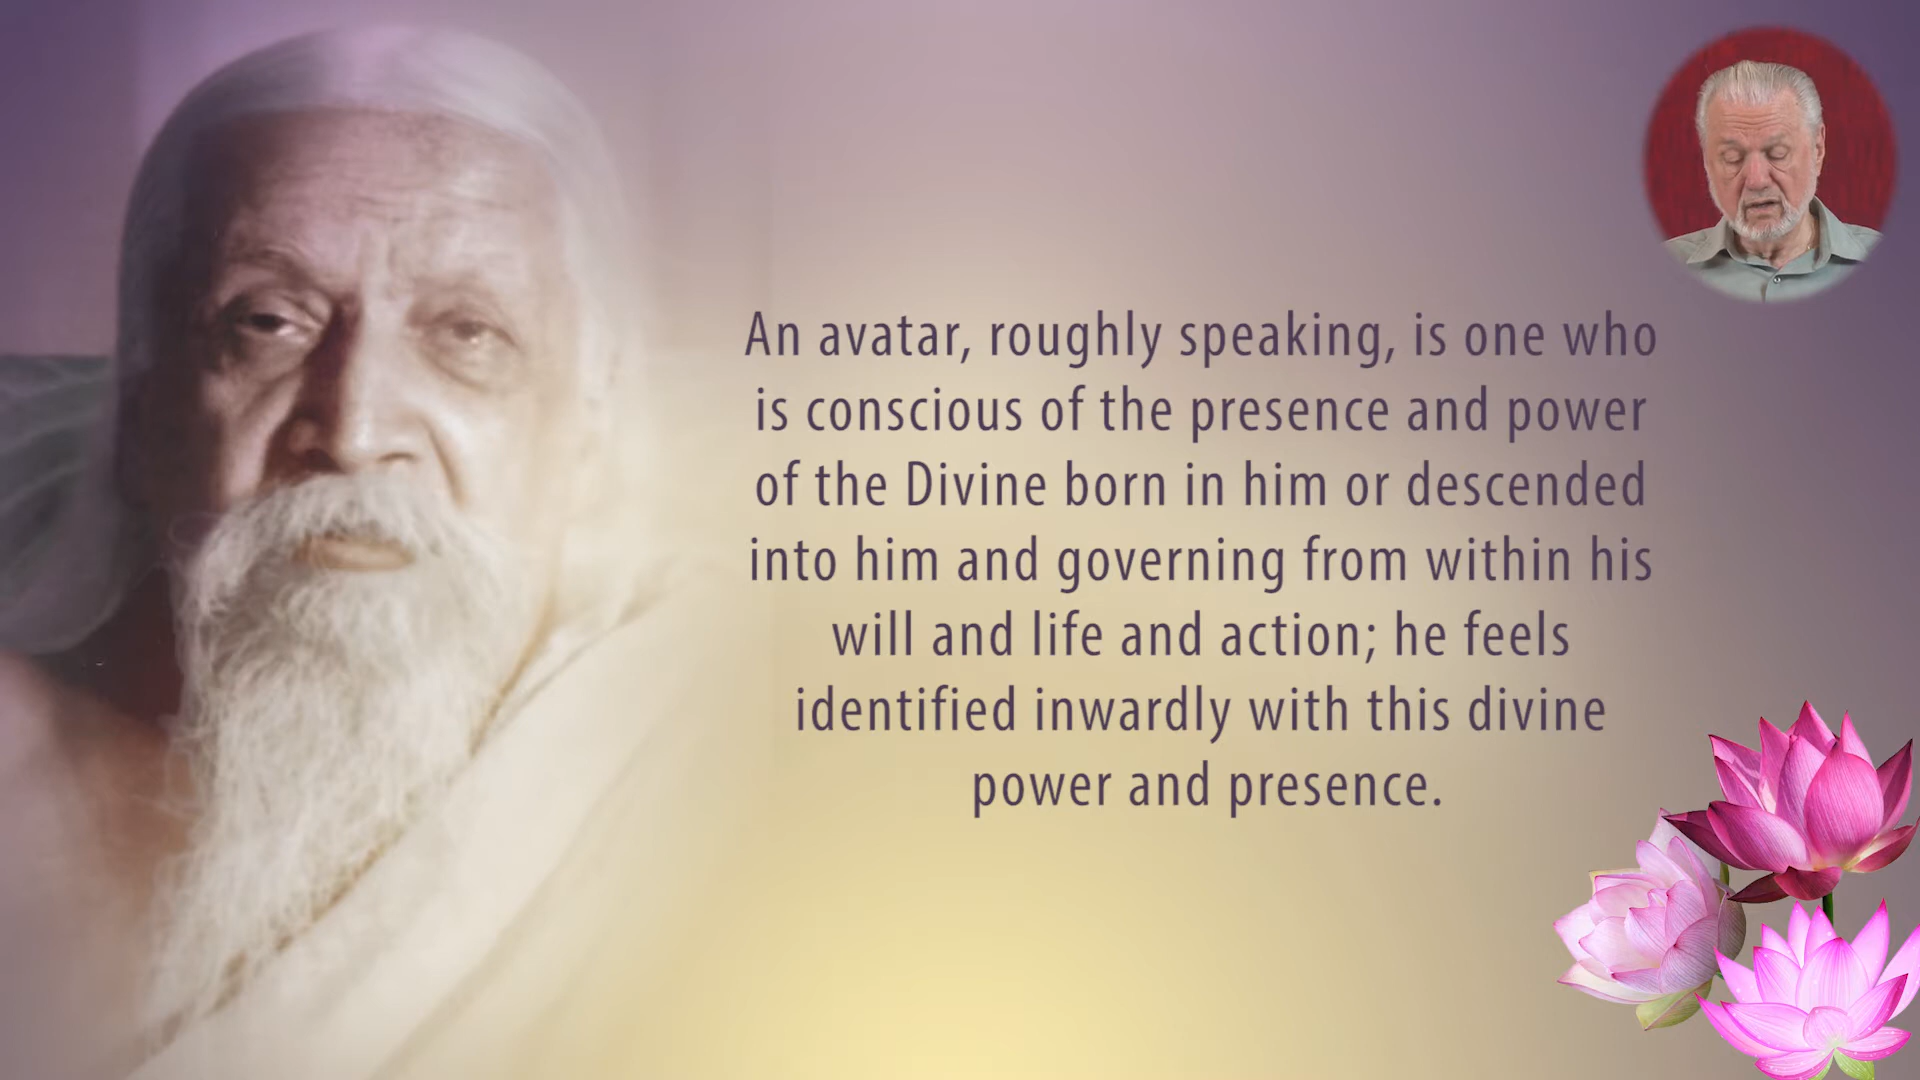 An avatar, roughly speaking, is one who
is conscious of the presence and power
of the Divine born in him or descended
into him and governing from within his
will and life and action; he feels
identified inwardly with this divine
power and presence.